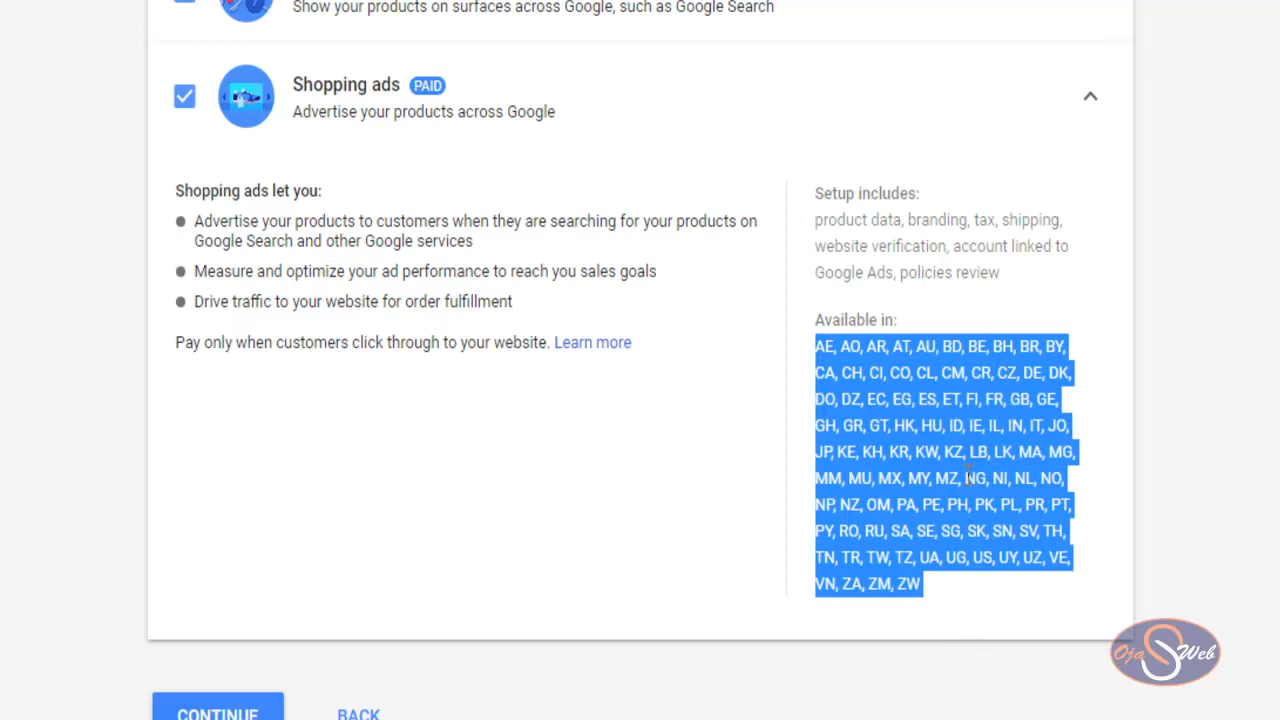 Show your products on surfaces across Google, such as Google Search
Shopping ads PAID
Advertise your products across Google
Shopping ads let you:
Advertise your products to customers when they are searching for your products on
Google Search and other Google services
Measure and optimize your ad performance to reach you sales goals
Drive traffic to your website for order fulfillment
Pay only when customers click through to your website. Learn more
Setup includes:
product data, branding, tax, shipping,
website verification, account linked to
Google Ads, policies review
Available in:
AE, AO, AR, AT, AU, BD, BE, BH, BR, BY,
CA, CH, CI, CO, CL, CM, CR, CZ, DE, DK,
DO, DZ, EC, EG, ES, ET, FI, FR, GB, GE,
GH, GR, GT, HK, HU, ID, IE, IL, IN, IT, JO,
JP, KE, KH, KR, KW, KZ, LB, LK, MA, MG,
MM, MU, MX, MY, MZ, NG, NI, NL, NO,
NP, NZ, OM, PA, PE, PH, PK, PL, PR, PT,
PY, RO, RU, SA, SE, SG, SK, SN, SV, TH,
TN, TR, TW, TZ, UA, UG, US, UY, UZ, VE,
VN, ZA, ZM, ZW
OjaS Web
CONTINUE
BACK